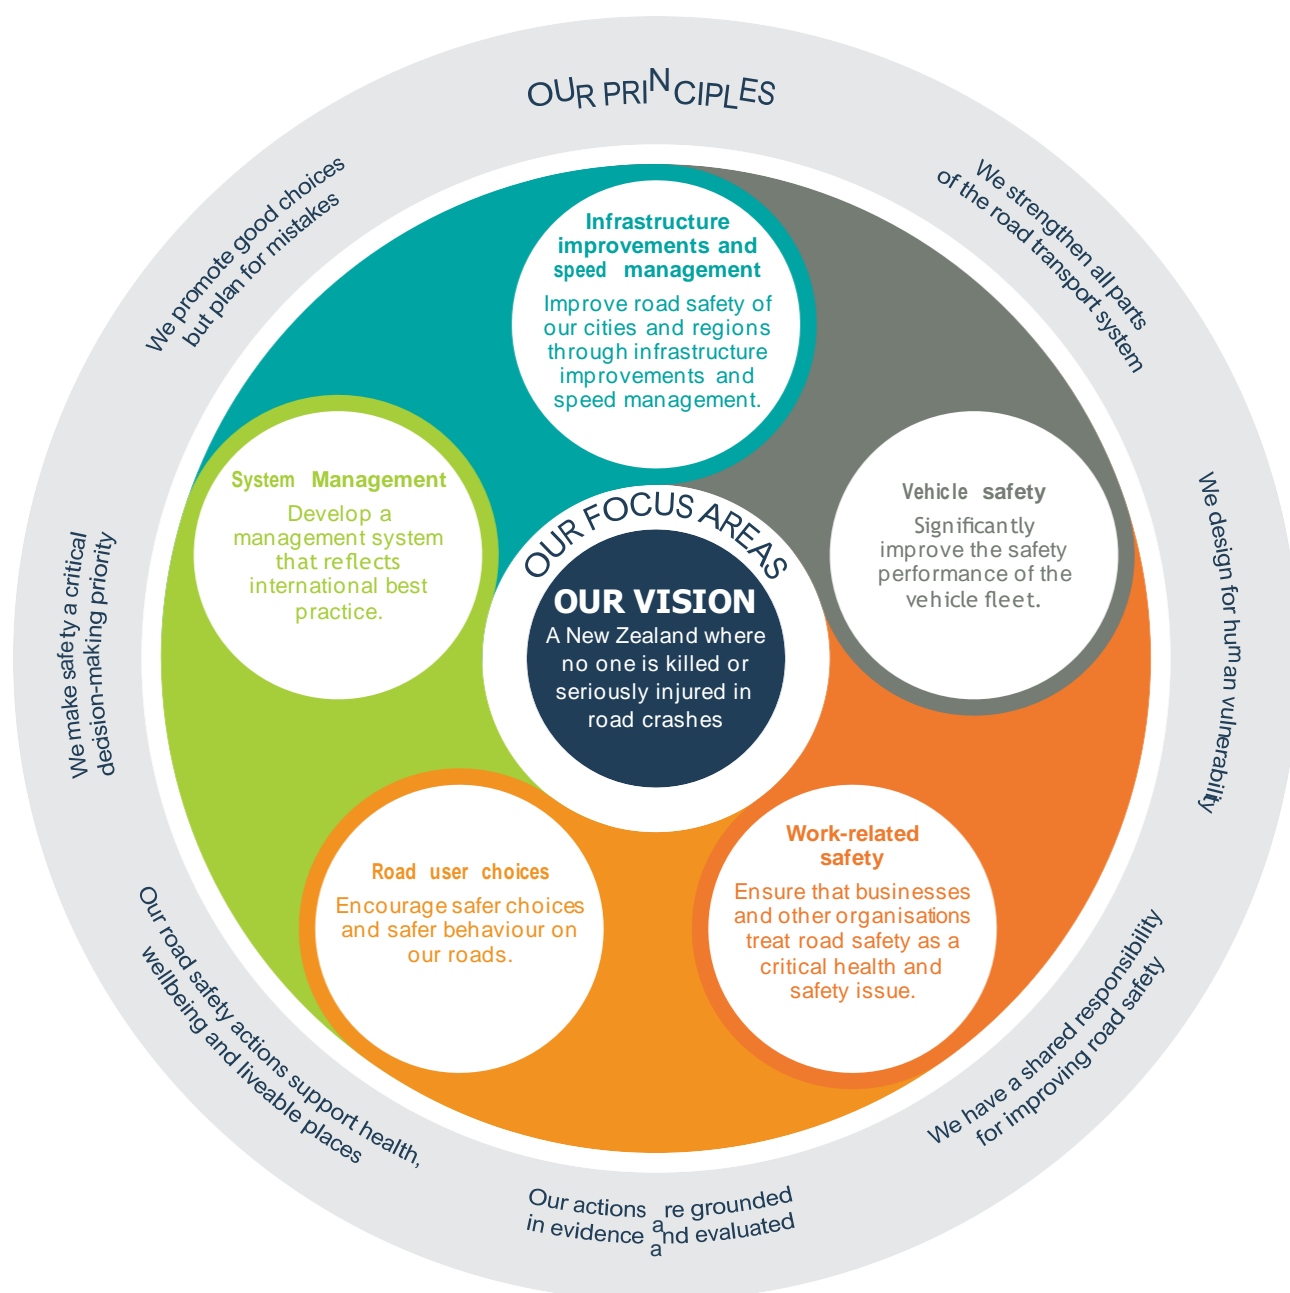 OUR PRINCIPLES
We promote good choices
but plan for mistakes
We strengthen all parts
of the road transport system
Infrastructure
improvements and
speed management
Improve road safety of
our cities and regions
through infrastructure
improvements and
speed management.
System Management
Develop a
management system
that reflects
international best
practice.
Vehicle safety
Significantly
improve the safety
performance of the
vehicle fleet.
OUR FOCUS AREAS
OUR VISION
A New Zealand where
no one is killed or
seriously injured in
road crashes
We make safety a critical
decision-making priority
We design for human vulnerability
Road user choices
Encourage safer choices
and safer behaviour on
our roads.
Work-related
safety
Ensure that businesses
and other organisations
treat road safety as a
critical health and
safety issue.
Our road safety actions support health,
wellbeing and liveable places
We have a shared responsibility
for improving road safety
Our actions are grounded
in evidence and evaluated